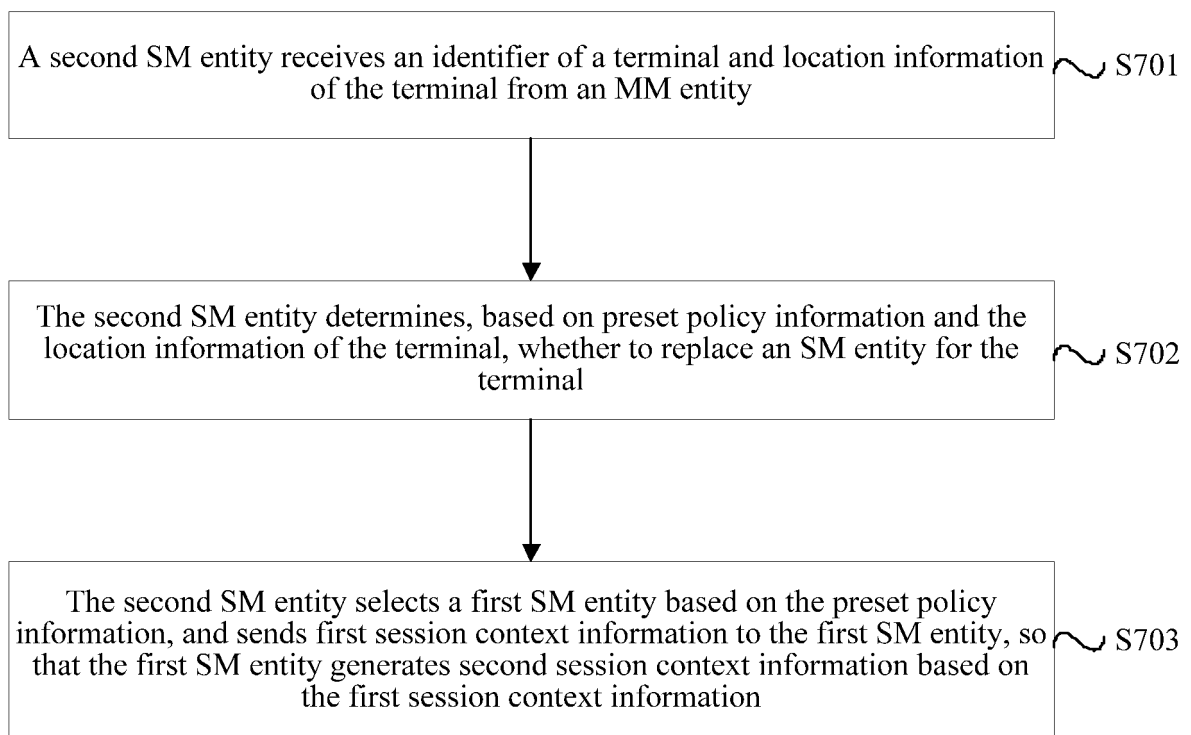 A second SM entity receives an identifier of a terminal and location information
of the terminal from an MM entity
S701
The second SM entity determines, based on preset policy information and the
location information of the terminal, whether to replace an SM entity for the
terminal
S702
The second SM entity selects a first SM entity based on the preset policy
information, and sends first session context information to the first SM entity, so
that the first SM entity generates second session context information based on
the first session context information
S703